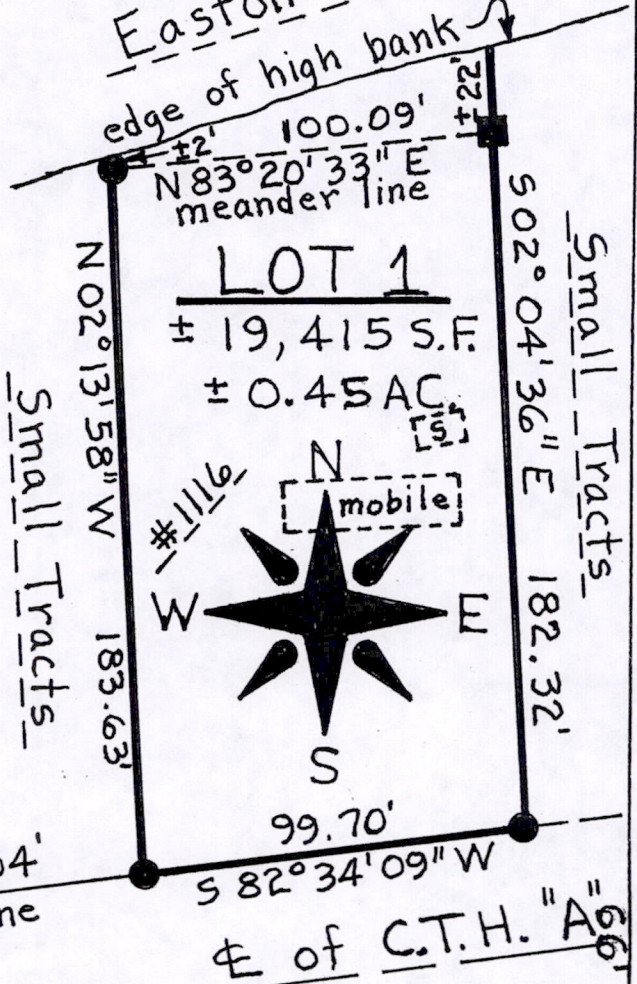 Easton
edge of high bank
±22'
100.09'
±2'
N 83°20'33" E
meander line
LOT 1
± 19,415 S.F.
± 0.45 AC.
S
N
mobile
#1116
W
E
S
N 02°13'58" W 183.63'
S 02°04'36" E 182.32'
Small Tracts
Small Tracts
99.70'
S 82°34'09" W
04'
ne
℄ of C.T.H. "A"
66'